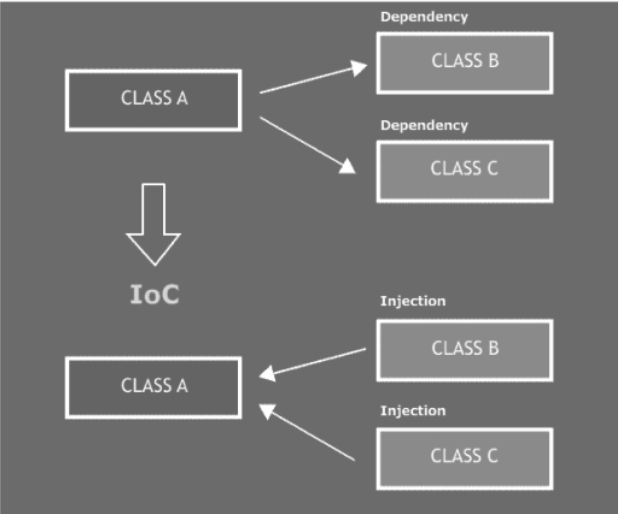 Dependency
CLASS B
CLASS A
Dependency
CLASS C
IoC
Injection
CLASS B
CLASS A
Injection
CLASS C